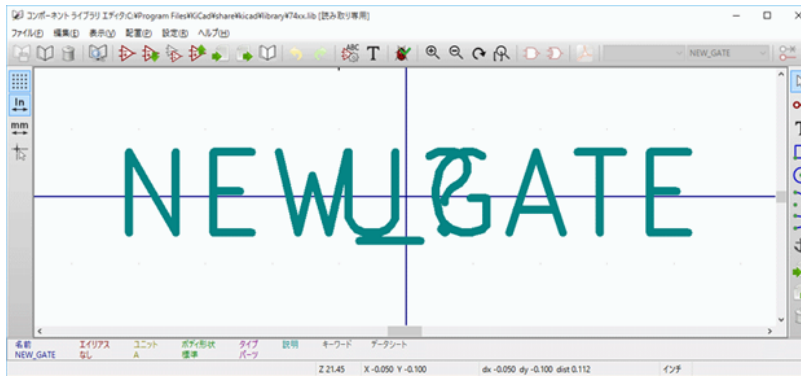 コンポーネント ライブラリ エディタ: C:¥Program Files¥KiCad¥share¥kicad¥library¥74xx.lib [読み取り専用]
ファイル(F) 編集(E) 表示(V) 配置(P) 設定(R) ヘルプ(H)
ABC T NEW_GATE
In
mm
NEW_GATE
U?
名前 エイリアス ユニット ボディ形状 タイプ 説明 キーワード データシート
NEW_GATE なし A 標準 パーツ
Z 21.45 X -0.050 Y -0.100 dx -0.050 dy -0.100 dist 0.112 インチ